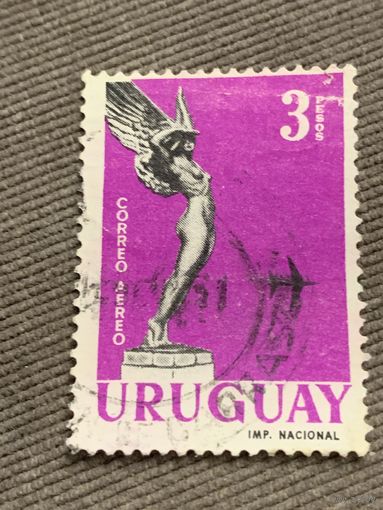 3
PESOS
CORREO AEREO
URUGUAY
IMP. NACIONAL